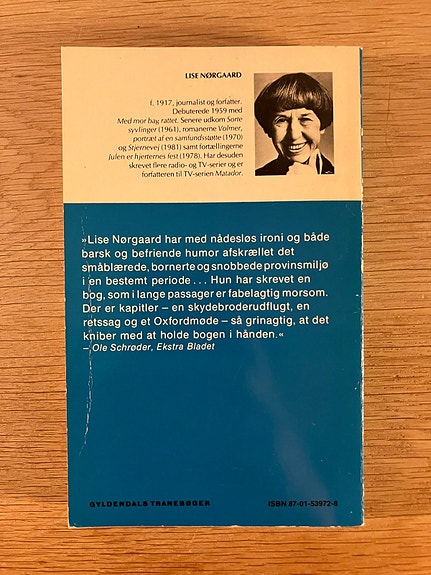 LISE NØRGAARD
f. 1917, journalist og forfatter.
Debuterede 1959 med
Med mor bag rattet. Senere udkom Sorte
syvlinger (1961), romanerne Volmer,
portræt af en samfundsstøtte (1970)
og Stjernevej (1981) samt fortællingerne
Julen er hjerternes fest (1978). Har desuden
skrevet flere radio- og TV-serier og er
forfatteren til TV-serien Matador.
»Lise Nørgaard har med nådesløs ironi og både
barsk og befriende humor afskrællet det
småblærede, bornerte og snobbede provinsmiljø
i en bestemt periode . . . Hun har skrevet en
bog, som i lange passager er fabelagtig morsom.
Der er kapitler – en skydebroderudflugt, en
retssag og et Oxfordmøde – så grinagtig, at det
kniber med at holde bogen i hånden.«
– Ole Schrøder, Ekstra Bladet
GYLDENDALS TRANEBØGER
ISBN 87-01-53972-8